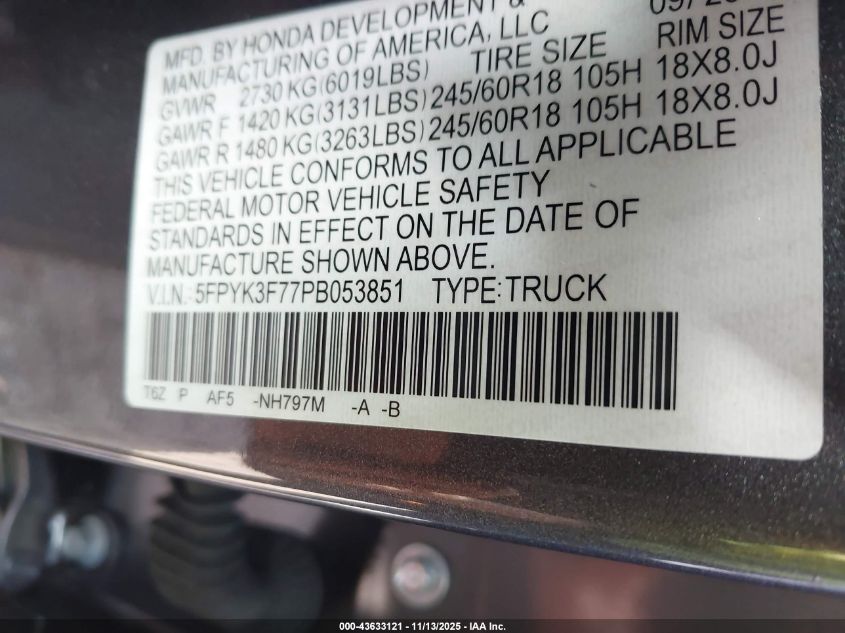 MFD. BY HONDA DEVELOPMENT &
MANUFACTURING OF AMERICA, LLC
GVWR 2730 KG(6019LBS) TIRE SIZE RIM SIZE
GAWR F 1420 KG(3131LBS) 245/60R18 105H 18X8.0J
GAWR R 1480 KG(3263LBS) 245/60R18 105H 18X8.0J
THIS VEHICLE CONFORMS TO ALL APPLICABLE
FEDERAL MOTOR VEHICLE SAFETY
STANDARDS IN EFFECT ON THE DATE OF
MANUFACTURE SHOWN ABOVE.
V.I.N.: 5FPYK3F77PB053851 TYPE: TRUCK
T6Z P AF5 -NH797M -A -B
000-43633121 - 11/13/2025 - IAA Inc.